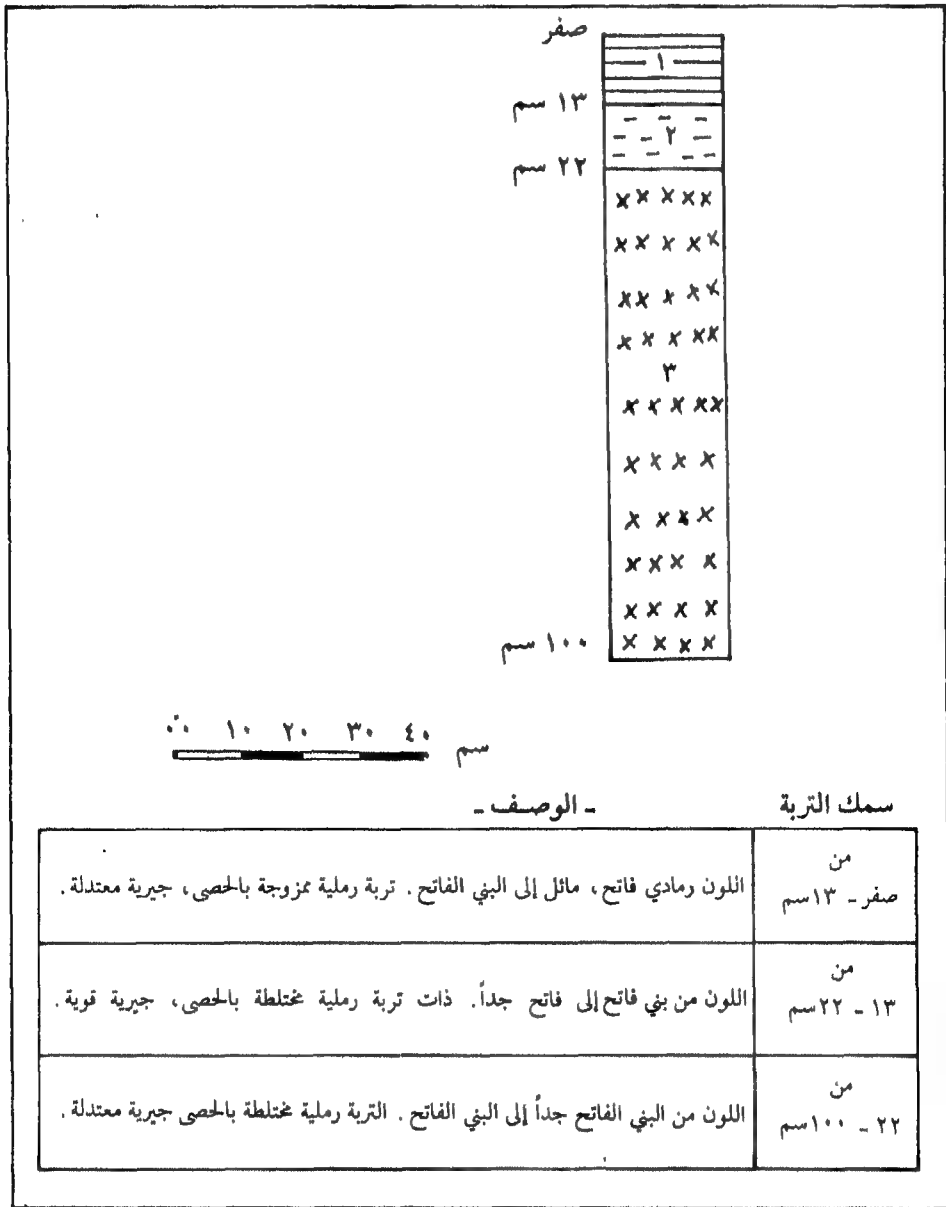 صفر
١
١٣ سم
٢
٢٢ سم
٣
١٠٠ سم
٠٠ ١٠ ٢٠ ٣٠ ٤٠ سم
سمك التربة - الوصف -
من
صفر - ١٣سم
اللون رمادي فاتح، مائل إلى البني الفاتح. تربة رملية ممزوجة بالحصى، جيرية معتدلة.
من
١٣ - ٢٢سم
اللون من بني فاتح إلى فاتح جداً. ذات تربة رملية مختلطة بالحصى، جيرية قوية.
من
٢٢ - ١٠٠سم
اللون من البني الفاتح جداً إلى البني الفاتح. التربة رملية مختلطة بالحصى جيرية معتدلة.